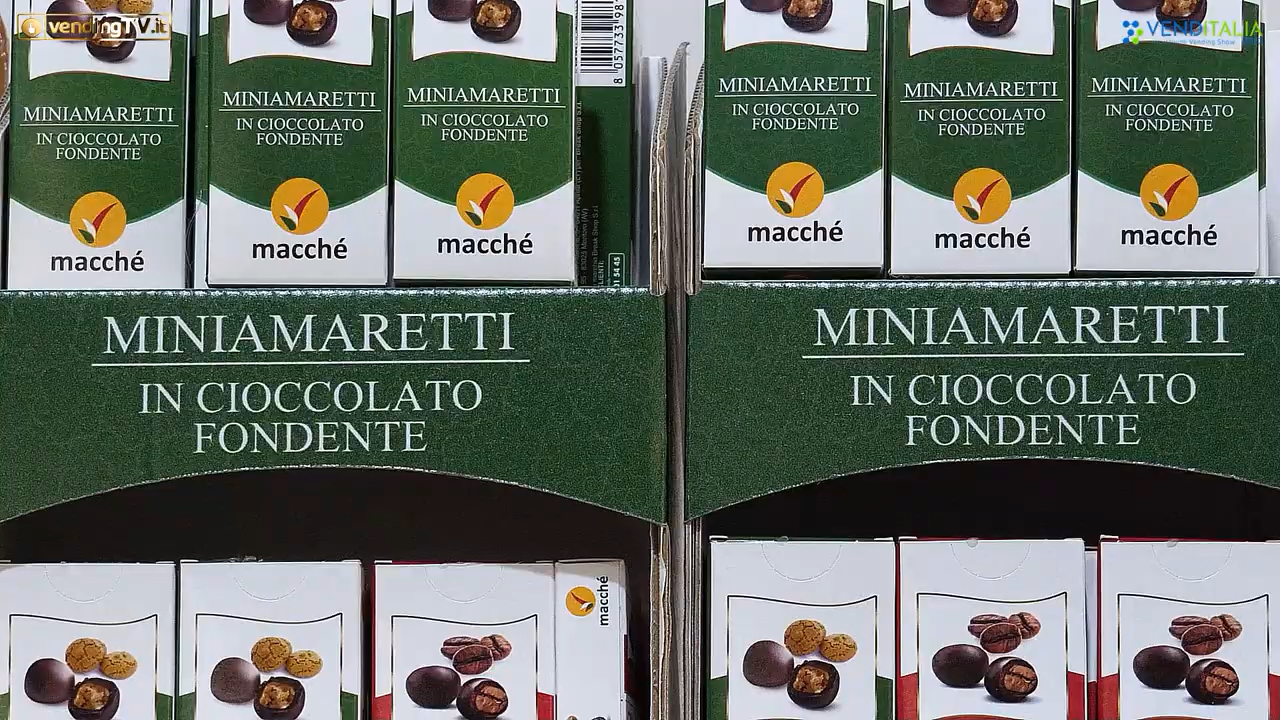 vendingTV.it
VENDITALIA
MINIAMARETTI
IN CIOCCOLATO
FONDENTE
macché
MINIAMARETTI
IN CIOCCOLATO
FONDENTE
macché
MINIAMARETTI
IN CIOCCOLATO
FONDENTE
macché
MINIAMARETTI
IN CIOCCOLATO
FONDENTE
macché
MINIAMARETTI
IN CIOCCOLATO
FONDENTE
macché
MINIAMARETTI
IN CIOCCOLATO
FONDENTE
macché
MINIAMARETTI
IN CIOCCOLATO
FONDENTE
MINIAMARETTI
IN CIOCCOLATO
FONDENTE
macché